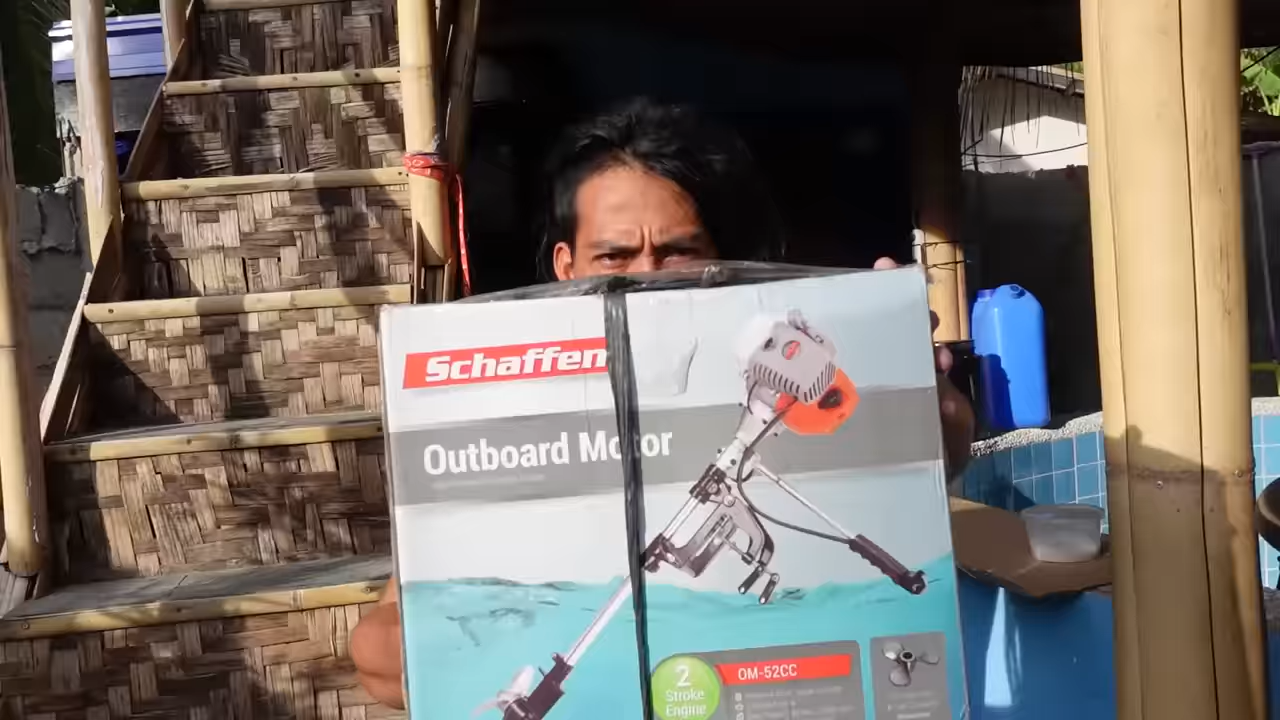 Schaffen
Outboard Motor
2
Stroke
Engine
OM-52CC